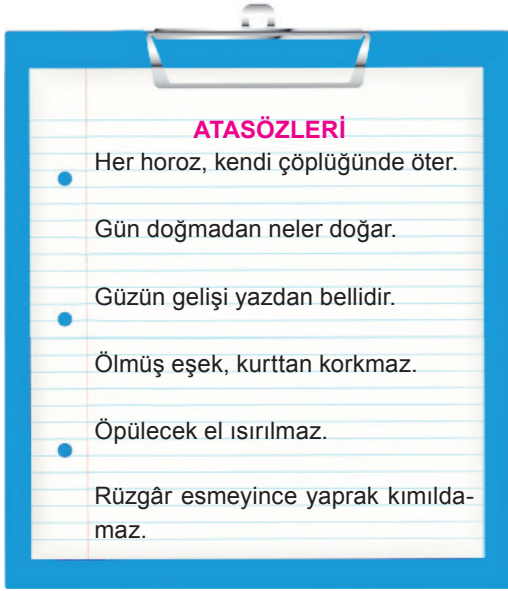 ATASÖZLERİ
Her horoz, kendi çöplüğünde öter.
Gün doğmadan neler doğar.
Güzün gelişi yazdan bellidir.
Ölmüş eşek, kurttan korkmaz.
Öpülecek el ısırılmaz.
Rüzgâr esmeyince yaprak kımılda-
maz.